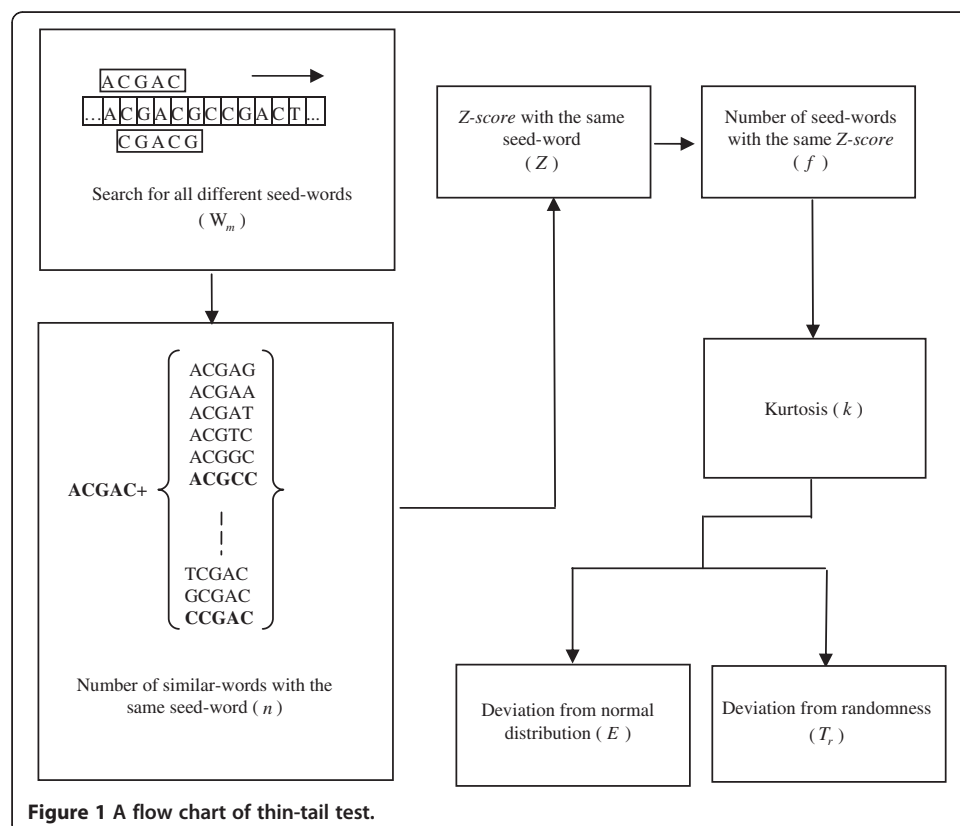 ACGAC
...ACGACGCCGACT...
CGACG
Search for all different seed-words
( Wm )
ACGAG
ACGAA
ACGAT
ACGTC
ACGGC
ACGCC
ACGAC+
TCGAC
GCGAC
CCGAC
Number of similar-words with the
same seed-word ( n )
Z-score with the same
seed-word
( Z )
Number of seed-words
with the same Z-score
( f )
Kurtosis ( k )
Deviation from normal
distribution ( E )
Deviation from randomness
( Tr )
Figure 1 A flow chart of thin-tail test.